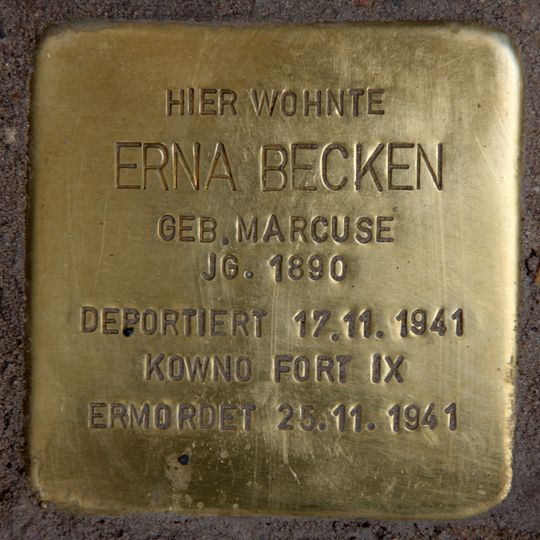 HIER WOHNTE
ERNA BECKEN
GEB. MARCUSE
JG. 1890
DEPORTIERT 17.11.1941
KOWNO FORT IX
ERMORDET 25.11.1941